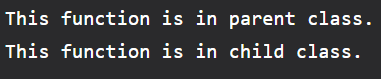 This function is in parent class.
This function is in child class.